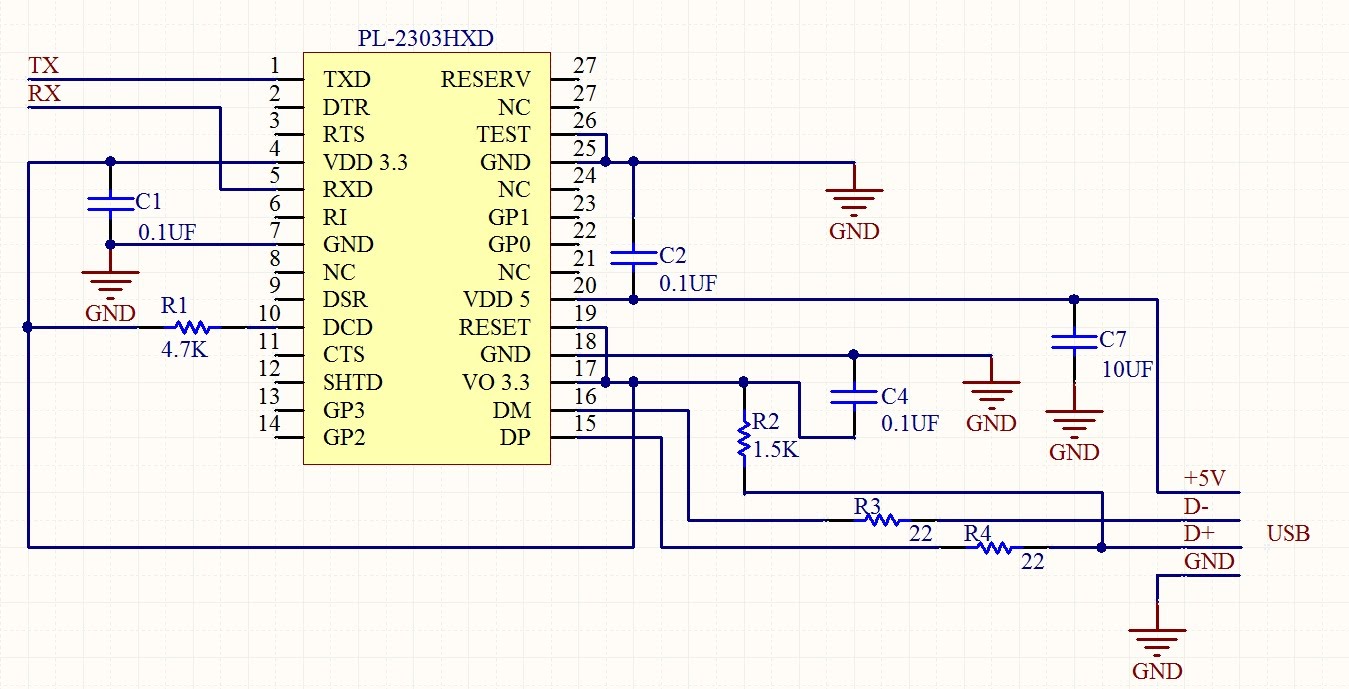 PL-2303HXD
TX
RX
1 TXD RESERV 27
2 DTR NC 27
3 RTS TEST 26
4 VDD 3.3 GND 25
5 RXD NC 24
6 RI GP1 23
7 GND GP0 22
8 NC NC 21
9 DSR VDD 5 20
10 DCD RESET 19
11 CTS GND 18
12 SHTD VO 3.3 17
13 GP3 DM 16
14 GP2 DP 15
C1
0.1UF
GND
R1
4.7K
GND
C2
0.1UF
C7
10UF
GND
C4
0.1UF
GND
R2
1.5K
R3
22
R4
22
+5V
D-
D+
GND
USB
GND